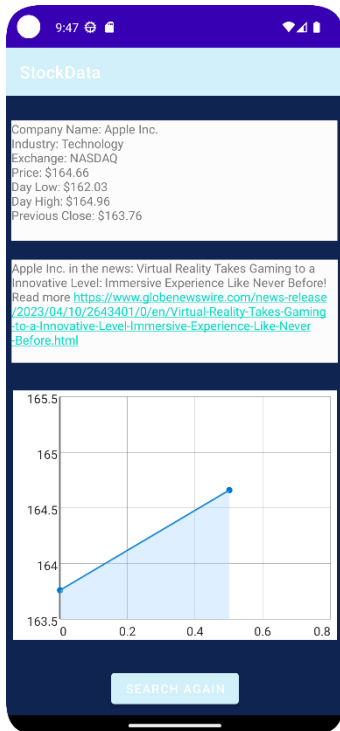 9:47
StockData
Company Name: Apple Inc.
Industry: Technology
Exchange: NASDAQ
Price: $164.66
Day Low: $162.03
Day High: $164.96
Previous Close: $163.76
Apple Inc. in the news: Virtual Reality Takes Gaming to a
Innovative Level: Immersive Experience Like Never Before!
Read more https://www.globenewswire.com/news-release
/2023/04/10/2643401/0/en/Virtual-Reality-Takes-Gaming
-to-a-Innovative-Level-Immersive-Experience-Like-Never
-Before.html
165.5
165
164.5
164
163.5
0 0.2 0.4 0.6 0.8
SEARCH AGAIN